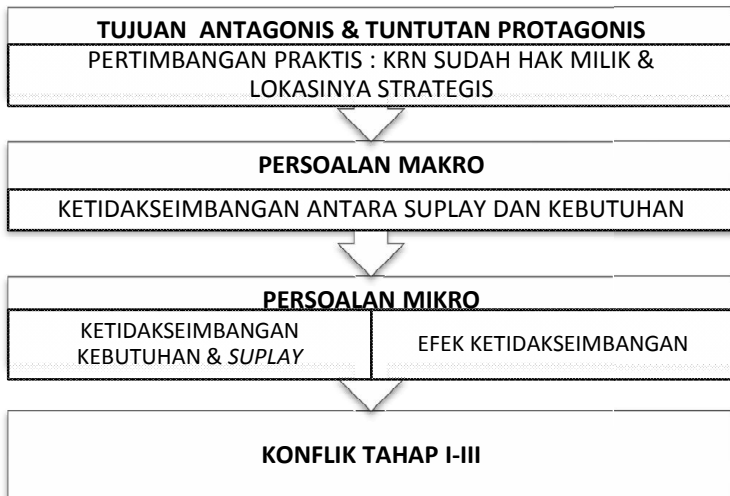 TUJUAN ANTAGONIS & TUNTUTAN PROTAGONIS
PERTIMBANGAN PRAKTIS : KRN SUDAH HAK MILIK &
LOKASINYA STRATEGIS
PERSOALAN MAKRO
KETIDAKSEIMBANGAN ANTARA SUPLAY DAN KEBUTUHAN
PERSOALAN MIKRO
KETIDAKSEIMBANGAN
KEBUTUHAN & SUPLAY
EFEK KETIDAKSEIMBANGAN
KONFLIK TAHAP I-III